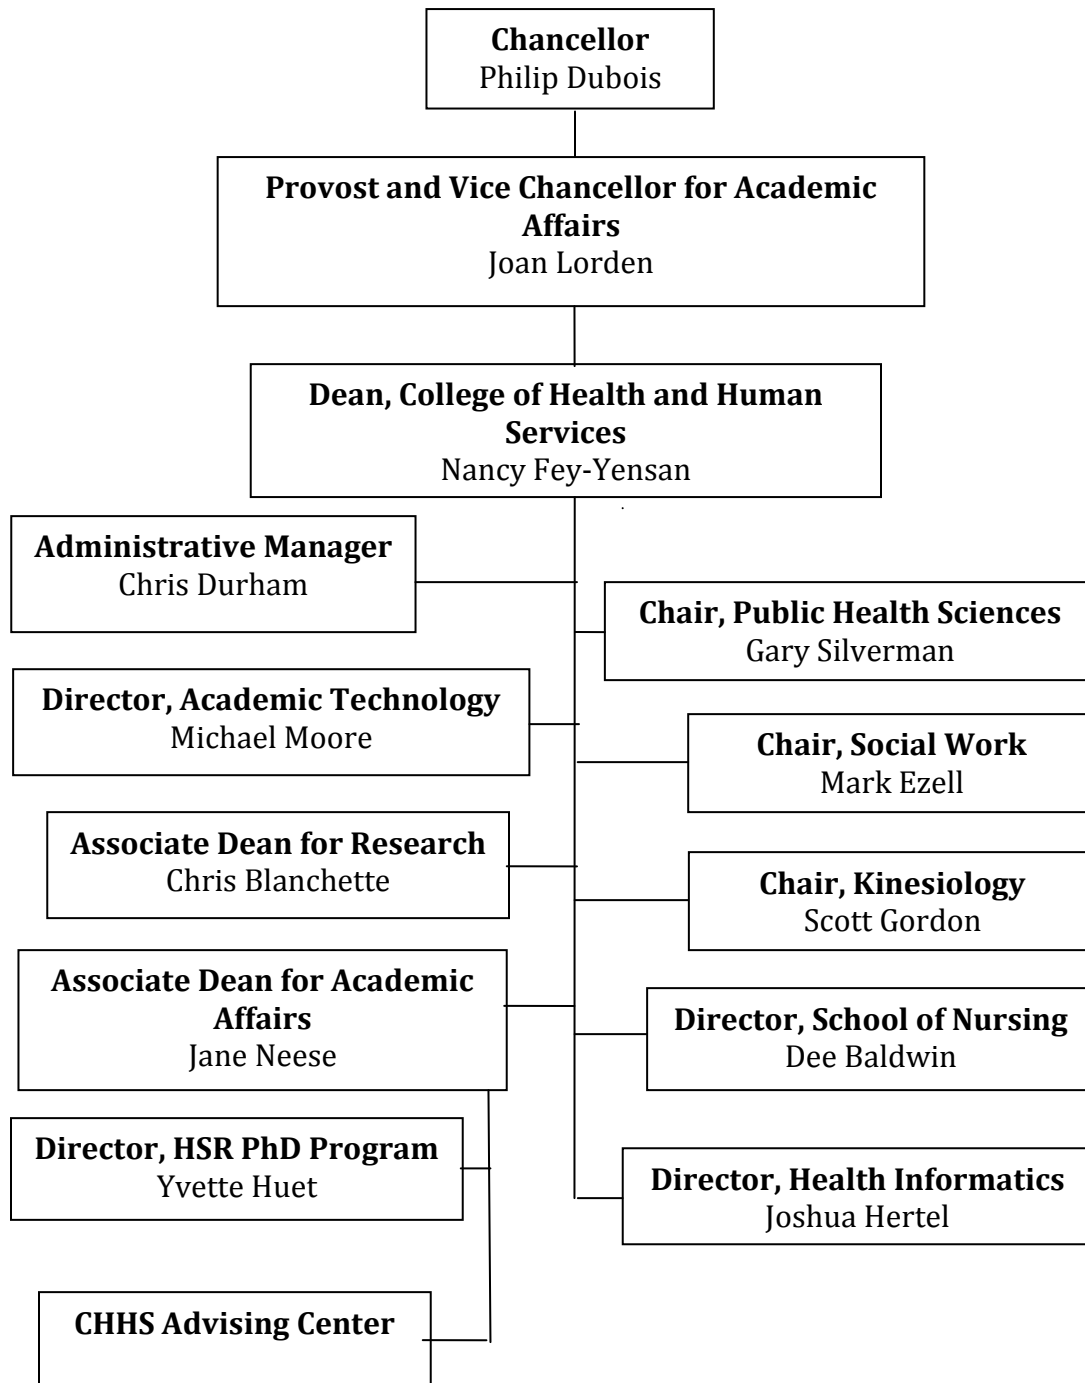 Chancellor
Philip Dubois
Provost and Vice Chancellor for Academic
Affairs
Joan Lorden
Dean, College of Health and Human
Services
Nancy Fey-Yensan
Administrative Manager
Chris Durham
Chair, Public Health Sciences
Gary Silverman
Director, Academic Technology
Michael Moore
Chair, Social Work
Mark Ezell
Associate Dean for Research
Chris Blanchette
Chair, Kinesiology
Scott Gordon
Associate Dean for Academic
Affairs
Jane Neese
Director, School of Nursing
Dee Baldwin
Director, HSR PhD Program
Yvette Huet
Director, Health Informatics
Joshua Hertel
CHHS Advising Center